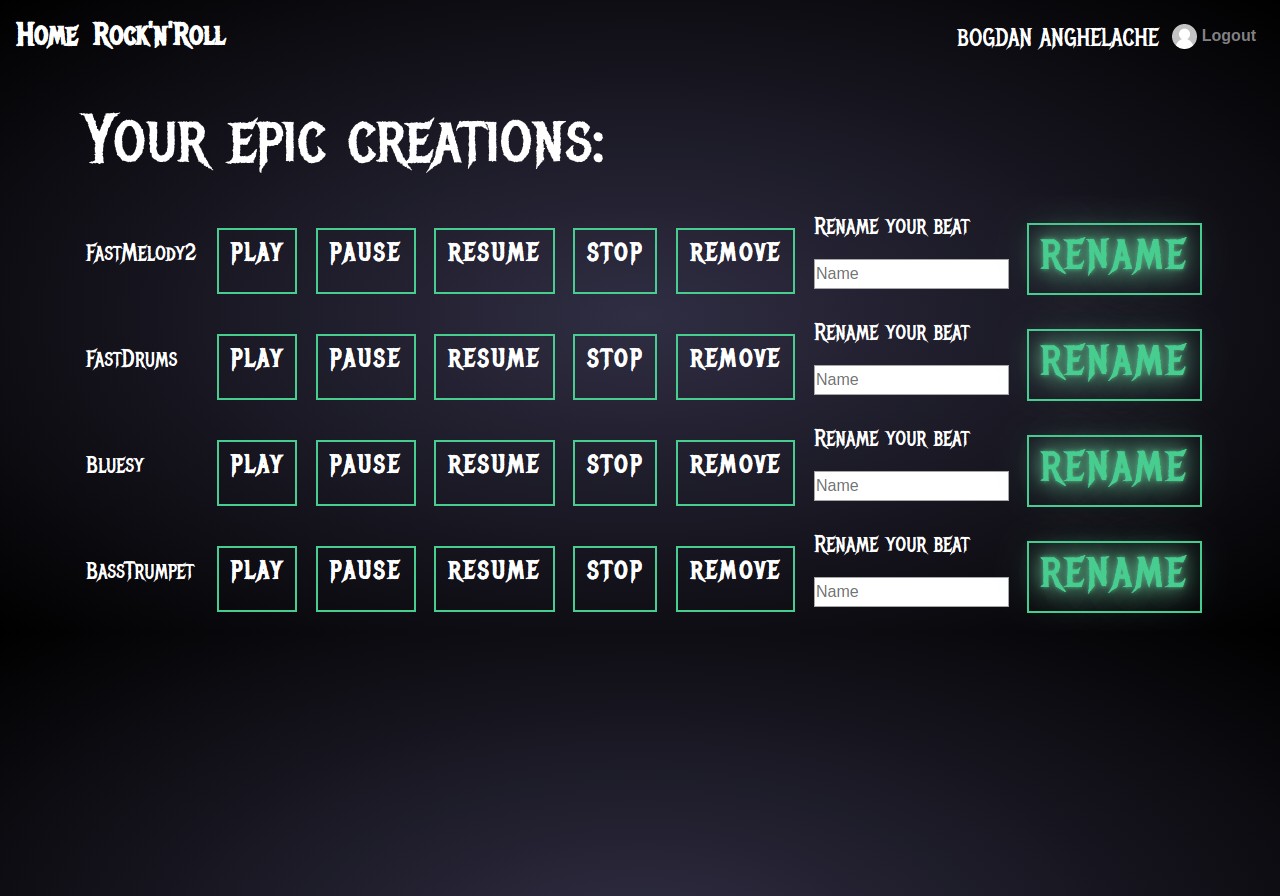 Home Rock'n'Roll BOGDAN ANGHELACHE Logout
Your epic creations:
FastMelody2 PLAY PAUSE RESUME STOP REMOVE Rename your beat Name RENAME
FastDrums PLAY PAUSE RESUME STOP REMOVE Rename your beat Name RENAME
Bluesy PLAY PAUSE RESUME STOP REMOVE Rename your beat Name RENAME
BassTrumpet PLAY PAUSE RESUME STOP REMOVE Rename your beat Name RENAME